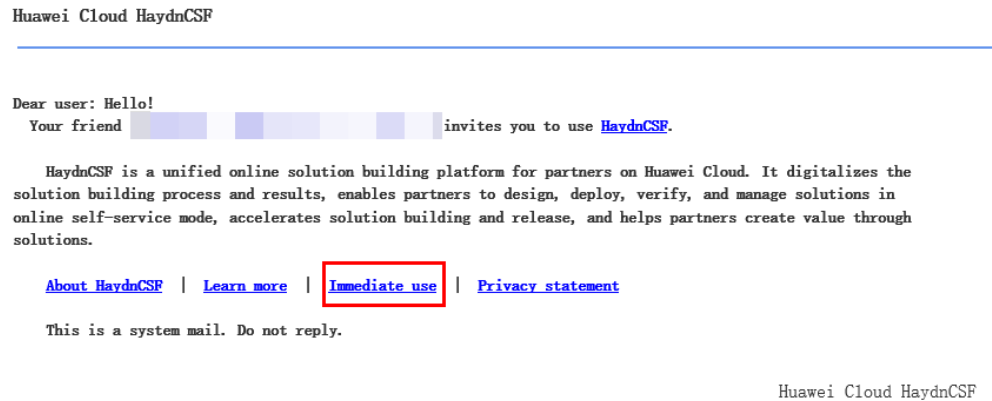 Huawei Cloud HaydnCSF
Dear user: Hello!
Your friend invites you to use HaydnCSF.
HaydnCSF is a unified online solution building platform for partners on Huawei Cloud. It digitalizes the
solution building process and results, enables partners to design, deploy, verify, and manage solutions in
online self-service mode, accelerates solution building and release, and helps partners create value through
solutions.
About HaydnCSF | Learn more | Immediate use | Privacy statement
This is a system mail. Do not reply.
Huawei Cloud HaydnCSF